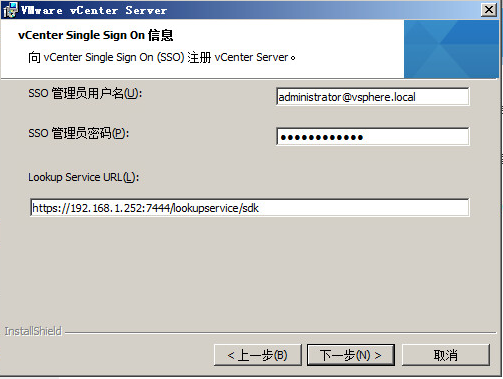 VMware vCenter Server
vCenter Single Sign On 信息
向 vCenter Single Sign On (SSO) 注册 vCenter Server。
SSO 管理员用户名(U):
administrator@vsphere.local
SSO 管理员密码(P):
●●●●●●●●●●●●
Lookup Service URL(L):
https://192.168.1.252:7444/lookupservice/sdk
InstallShield
< 上一步(B)
下一步(N) >
取消